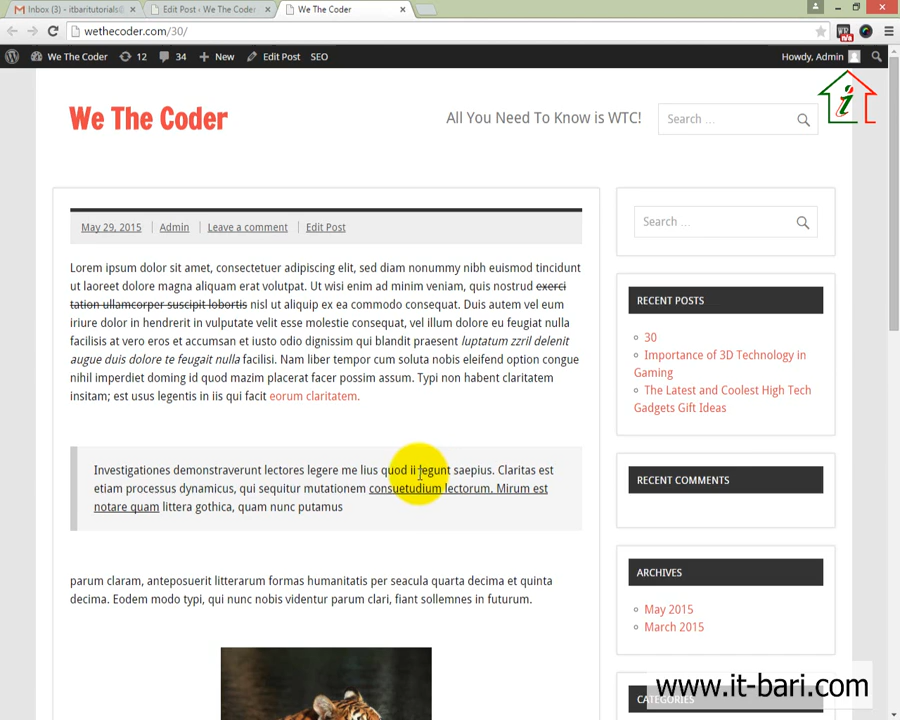 Inbox (3) - itbaritutorials@
Edit Post ‹ We The Coder
We The Coder
wethecoder.com/30/
We The Coder
12
34
New
Edit Post
SEO
Howdy, Admin
We The Coder
All You Need To Know is WTC!
Search …
i
May 29, 2015
Admin
Leave a comment
Edit Post
Lorem ipsum dolor sit amet, consectetuer adipiscing elit, sed diam nonummy nibh euismod tincidunt
ut laoreet dolore magna aliquam erat volutpat. Ut wisi enim ad minim veniam, quis nostrud exerci
tation ullamcorper suscipit lobortis nisl ut aliquip ex ea commodo consequat. Duis autem vel eum
iriure dolor in hendrerit in vulputate velit esse molestie consequat, vel illum dolore eu feugiat nulla
facilisis at vero eros et accumsan et iusto odio dignissim qui blandit praesent luptatum zzril delenit
augue duis dolore te feugait nulla facilisi. Nam liber tempor cum soluta nobis eleifend option congue
nihil imperdiet doming id quod mazim placerat facer possim assum. Typi non habent claritatem
insitam; est usus legentis in iis qui facit eorum claritatem.
Investigationes demonstraverunt lectores legere me lius quod ii legunt saepius. Claritas est
etiam processus dynamicus, qui sequitur mutationem consuetudium lectorum. Mirum est
notare quam littera gothica, quam nunc putamus
parum claram, anteposuerit litterarum formas humanitatis per seacula quarta decima et quinta
decima. Eodem modo typi, qui nunc nobis videntur parum clari, fiant sollemnes in futurum.
Search …
RECENT POSTS
30
Importance of 3D Technology in
Gaming
The Latest and Coolest High Tech
Gadgets Gift Ideas
RECENT COMMENTS
ARCHIVES
May 2015
March 2015
CATEGORIES
www.it-bari.com